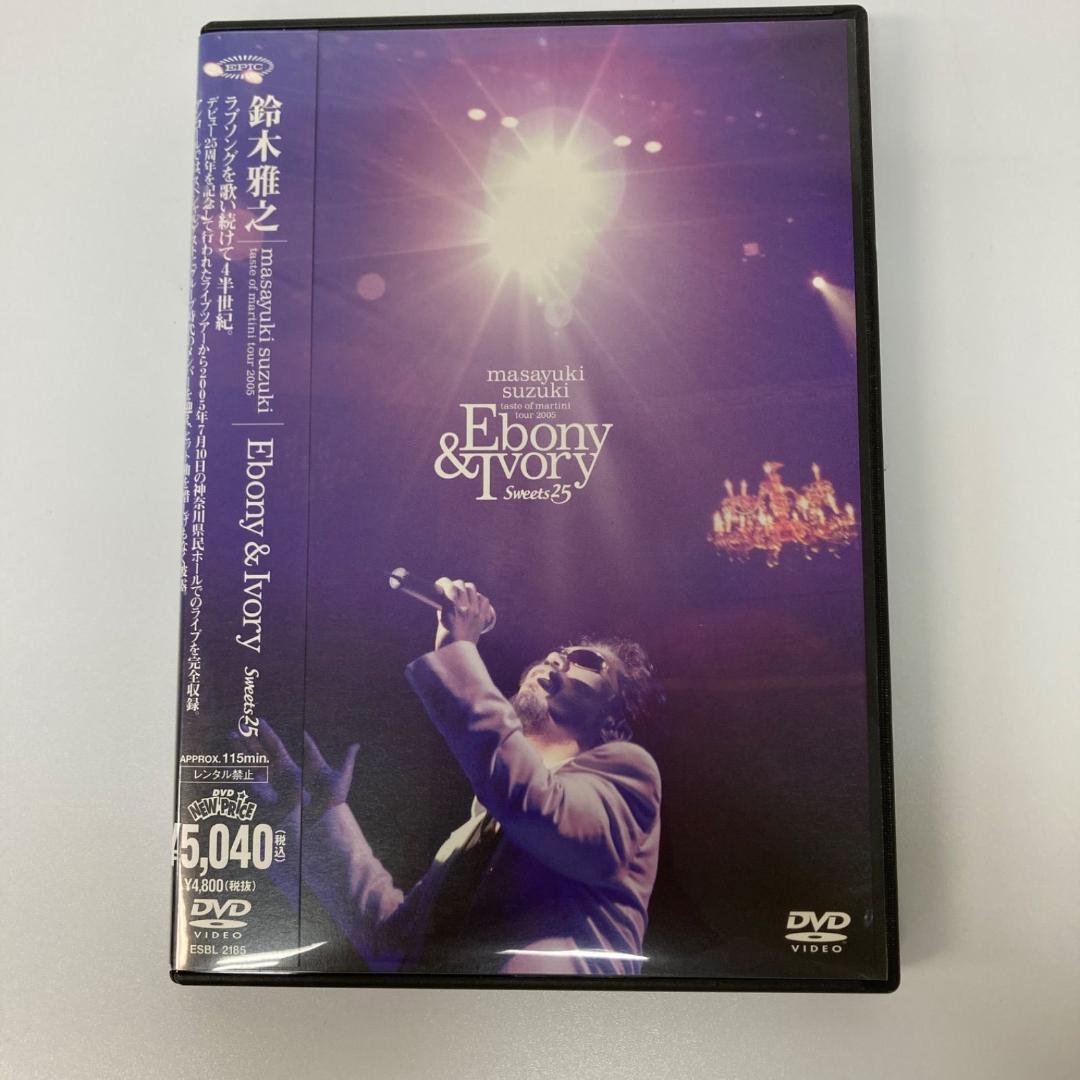 EPIC
鈴木雅之
masayuki suzuki
taste of martini tour 2005
Ebony & Ivory
Sweets 25
ラブソングを歌い続けて4半世紀。
デビュー25周年を記念して行われたライブツアーから2005年7月10日の神奈川県民ホールでのライブを完全収録。
APPROX. 115min.
レンタル禁止
DVD
NEW PRICE
¥5,040(税込)
¥4,800(税抜)
DVD
VIDEO
ESBL 2185
masayuki
suzuki
taste of martini
tour 2005
Ebony
& Ivory
Sweets 25
DVD
VIDEO